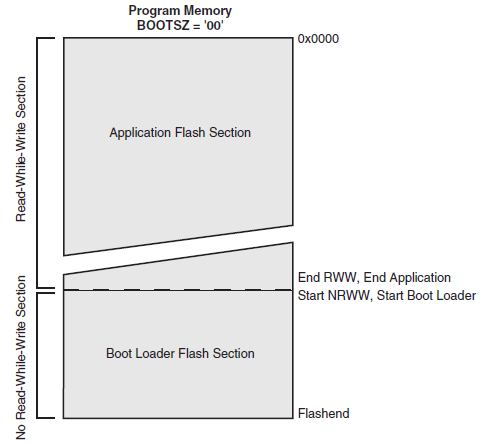 Program Memory
BOOTSZ = '00'
0x0000
Read-While-Write Section
Application Flash Section
End RWW, End Application
Start NRWW, Start Boot Loader
No Read-While-Write Section
Boot Loader Flash Section
Flashend